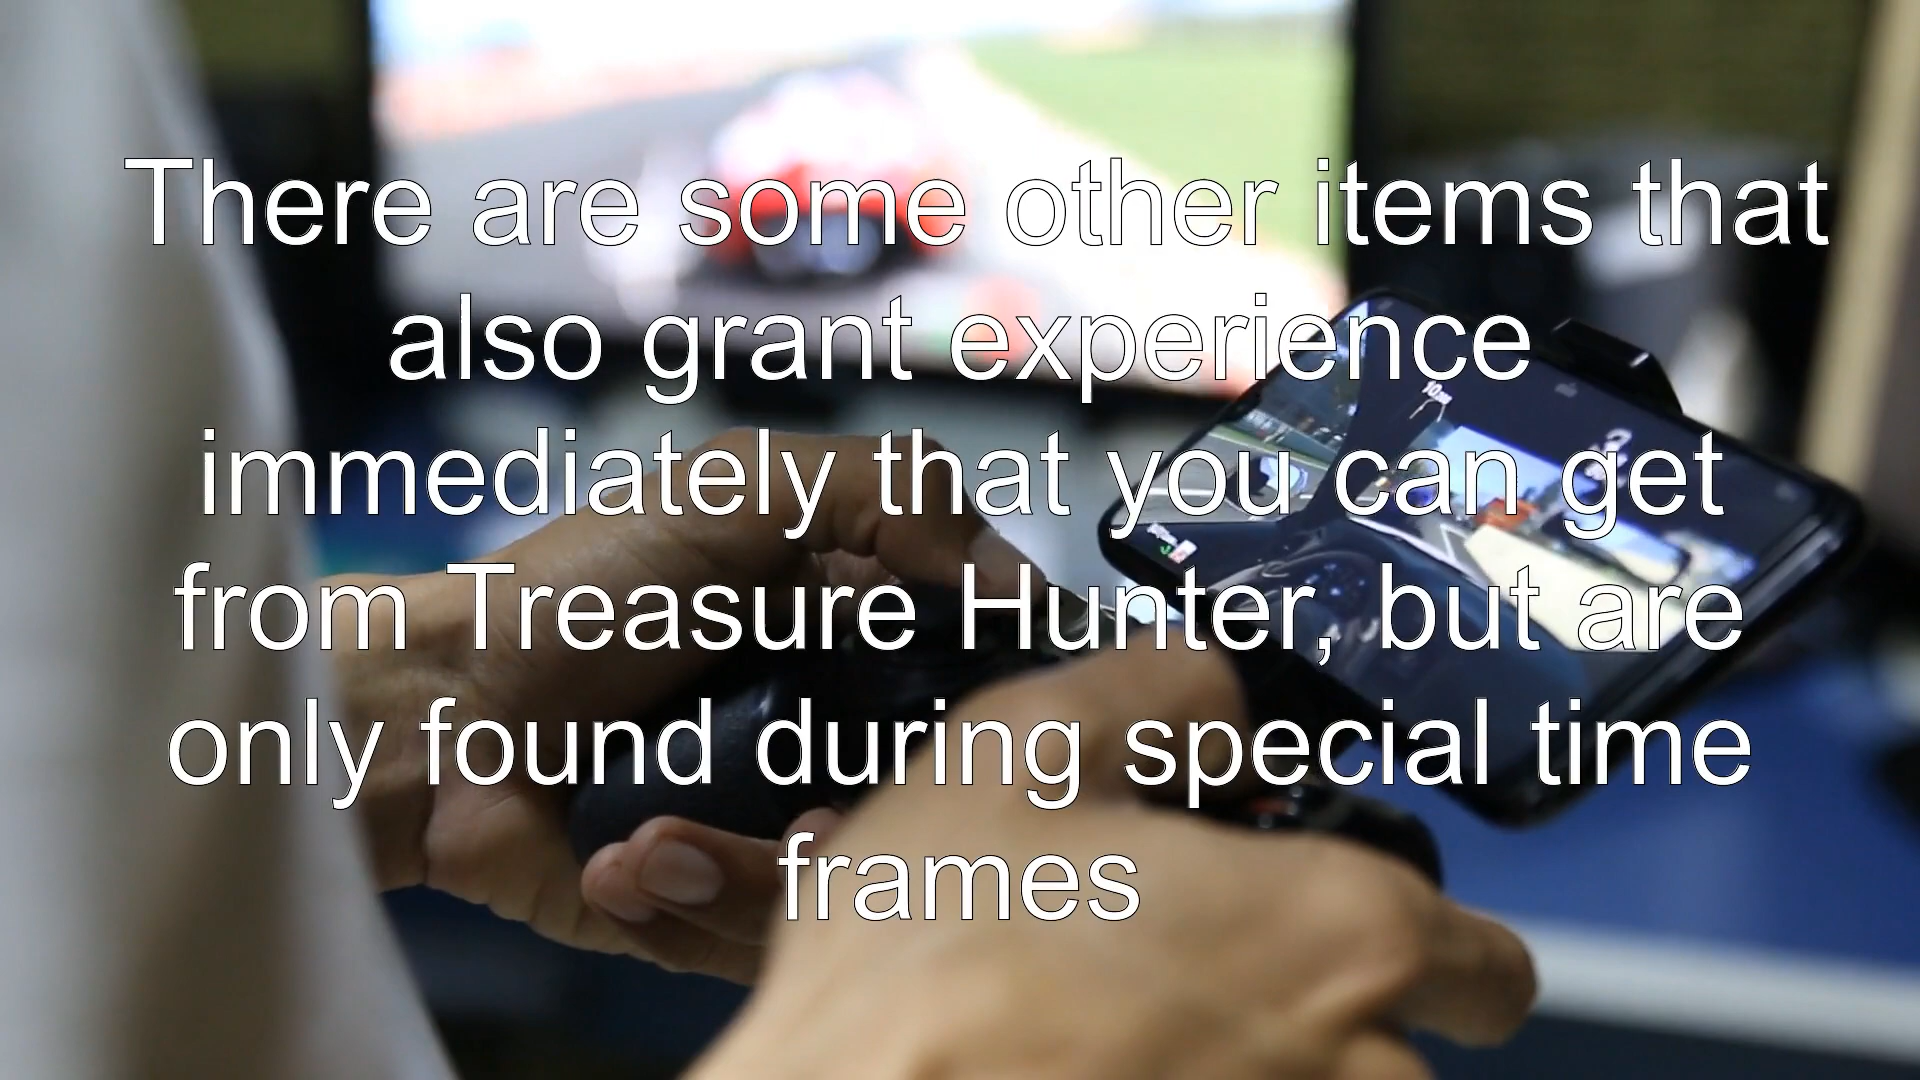 There are some other items that
also grant experience
immediately that you can get
from Treasure Hunter, but are
only found during special time
frames